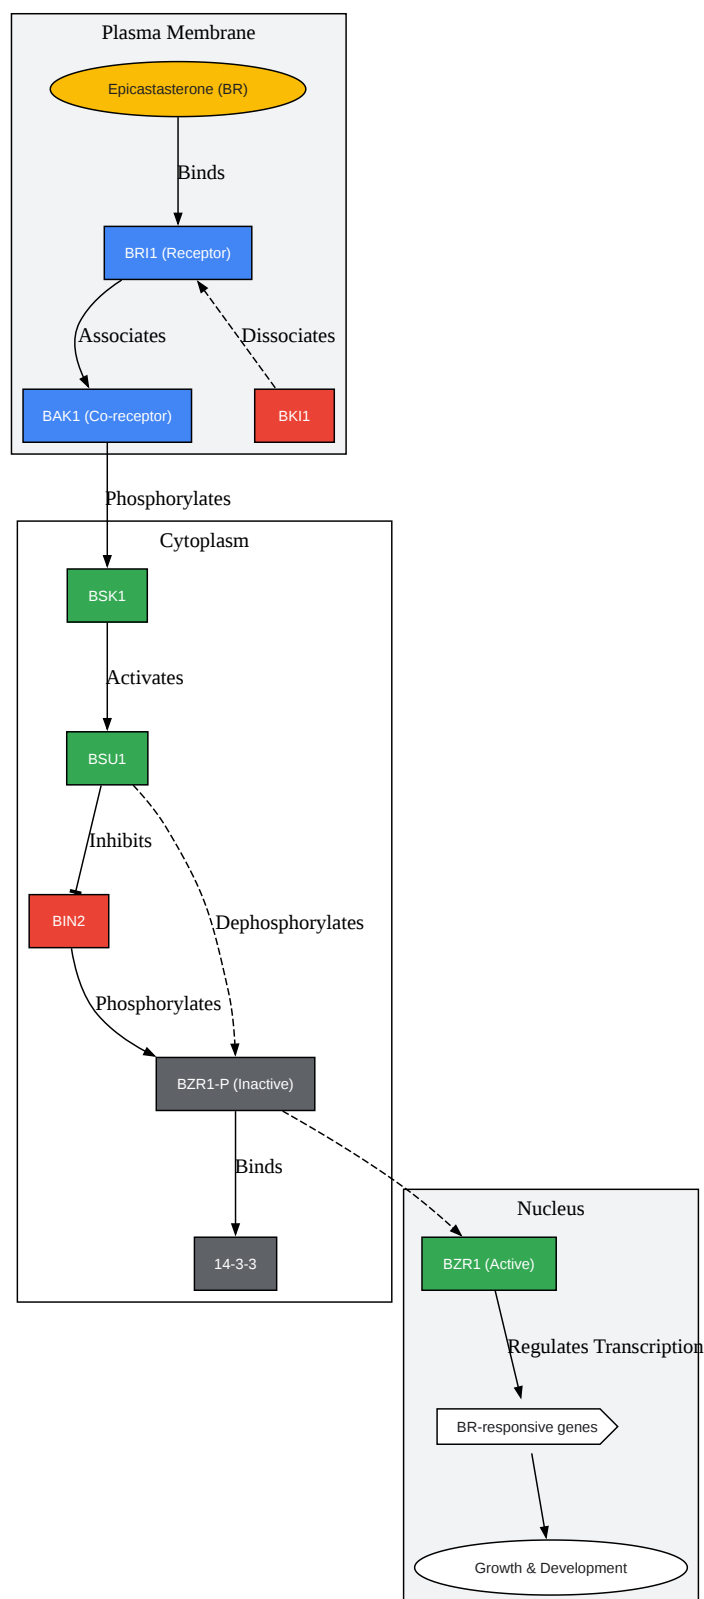 Plasma Membrane
Epicastasterone (BR)
Binds
BRI1 (Receptor)
Associates
Dissociates
BAK1 (Co-receptor)
BKI1
Phosphorylates
Cytoplasm
BSK1
Activates
BSU1
Inhibits
BIN2
Dephosphorylates
Phosphorylates
BZR1-P (Inactive)
Binds
Nucleus
14-3-3
BZR1 (Active)
Regulates Transcription
BR-responsive genes
Growth & Development